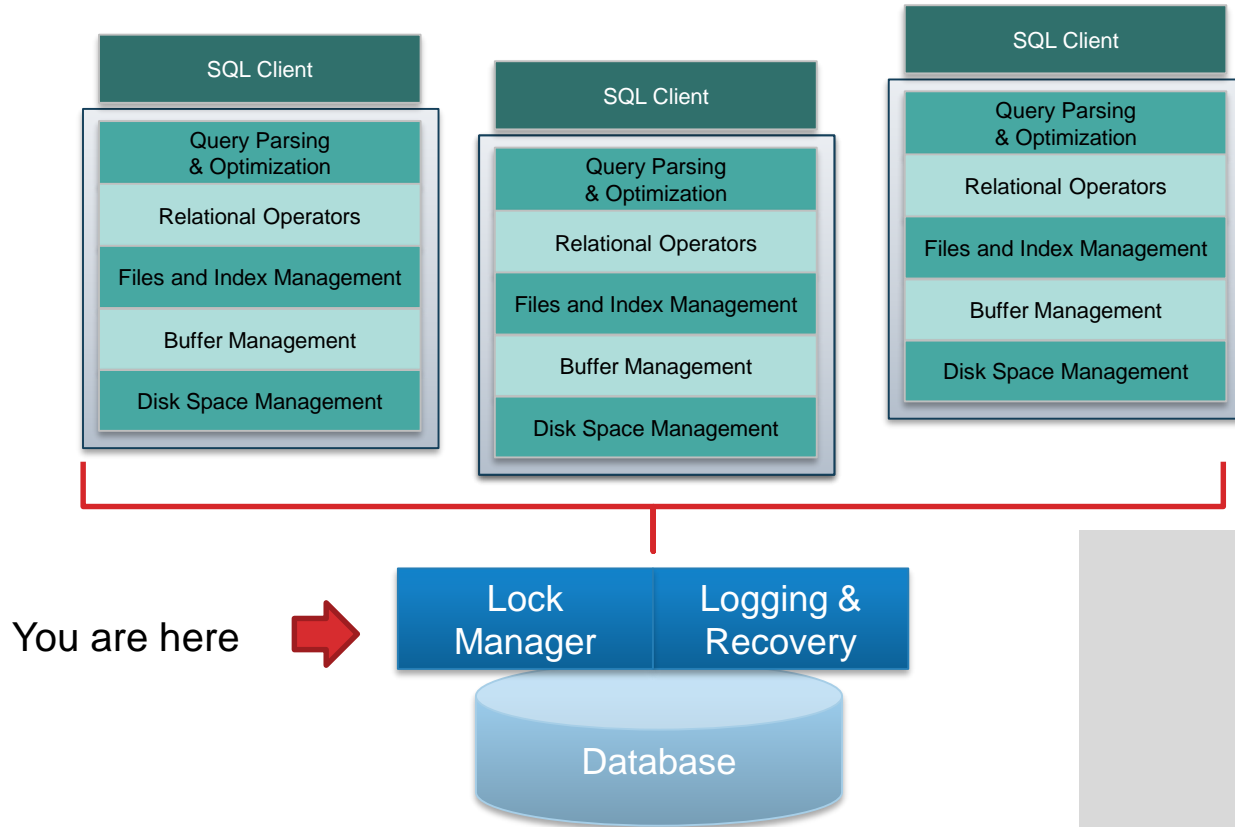 SQL Client
Query Parsing
& Optimization
Relational Operators
Files and Index Management
Buffer Management
Disk Space Management
SQL Client
Query Parsing
& Optimization
Relational Operators
Files and Index Management
Buffer Management
Disk Space Management
SQL Client
Query Parsing
& Optimization
Relational Operators
Files and Index Management
Buffer Management
Disk Space Management
You are here
Lock
Manager
Logging &
Recovery
Database